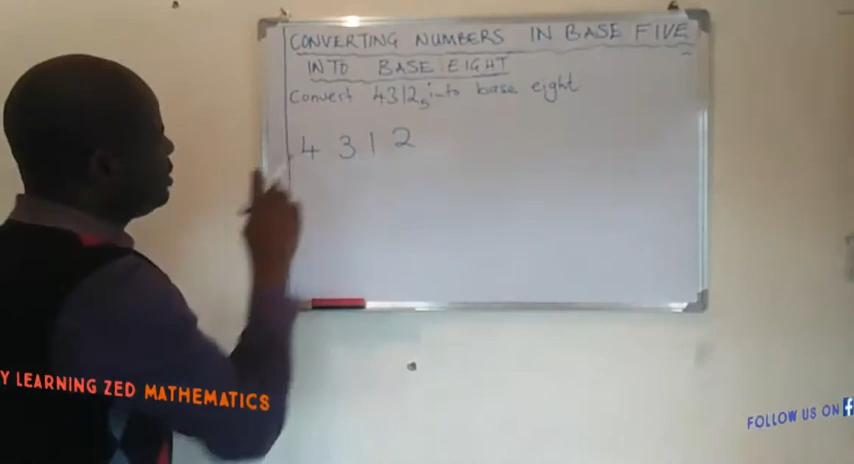 CONVERTING NUMBERS IN BASE FIVE
INTO BASE EIGHT
Convert 4312₅ into base eight
4 3 1 2
Y LEARNING ZED MATHEMATICS
FOLLOW US ON f